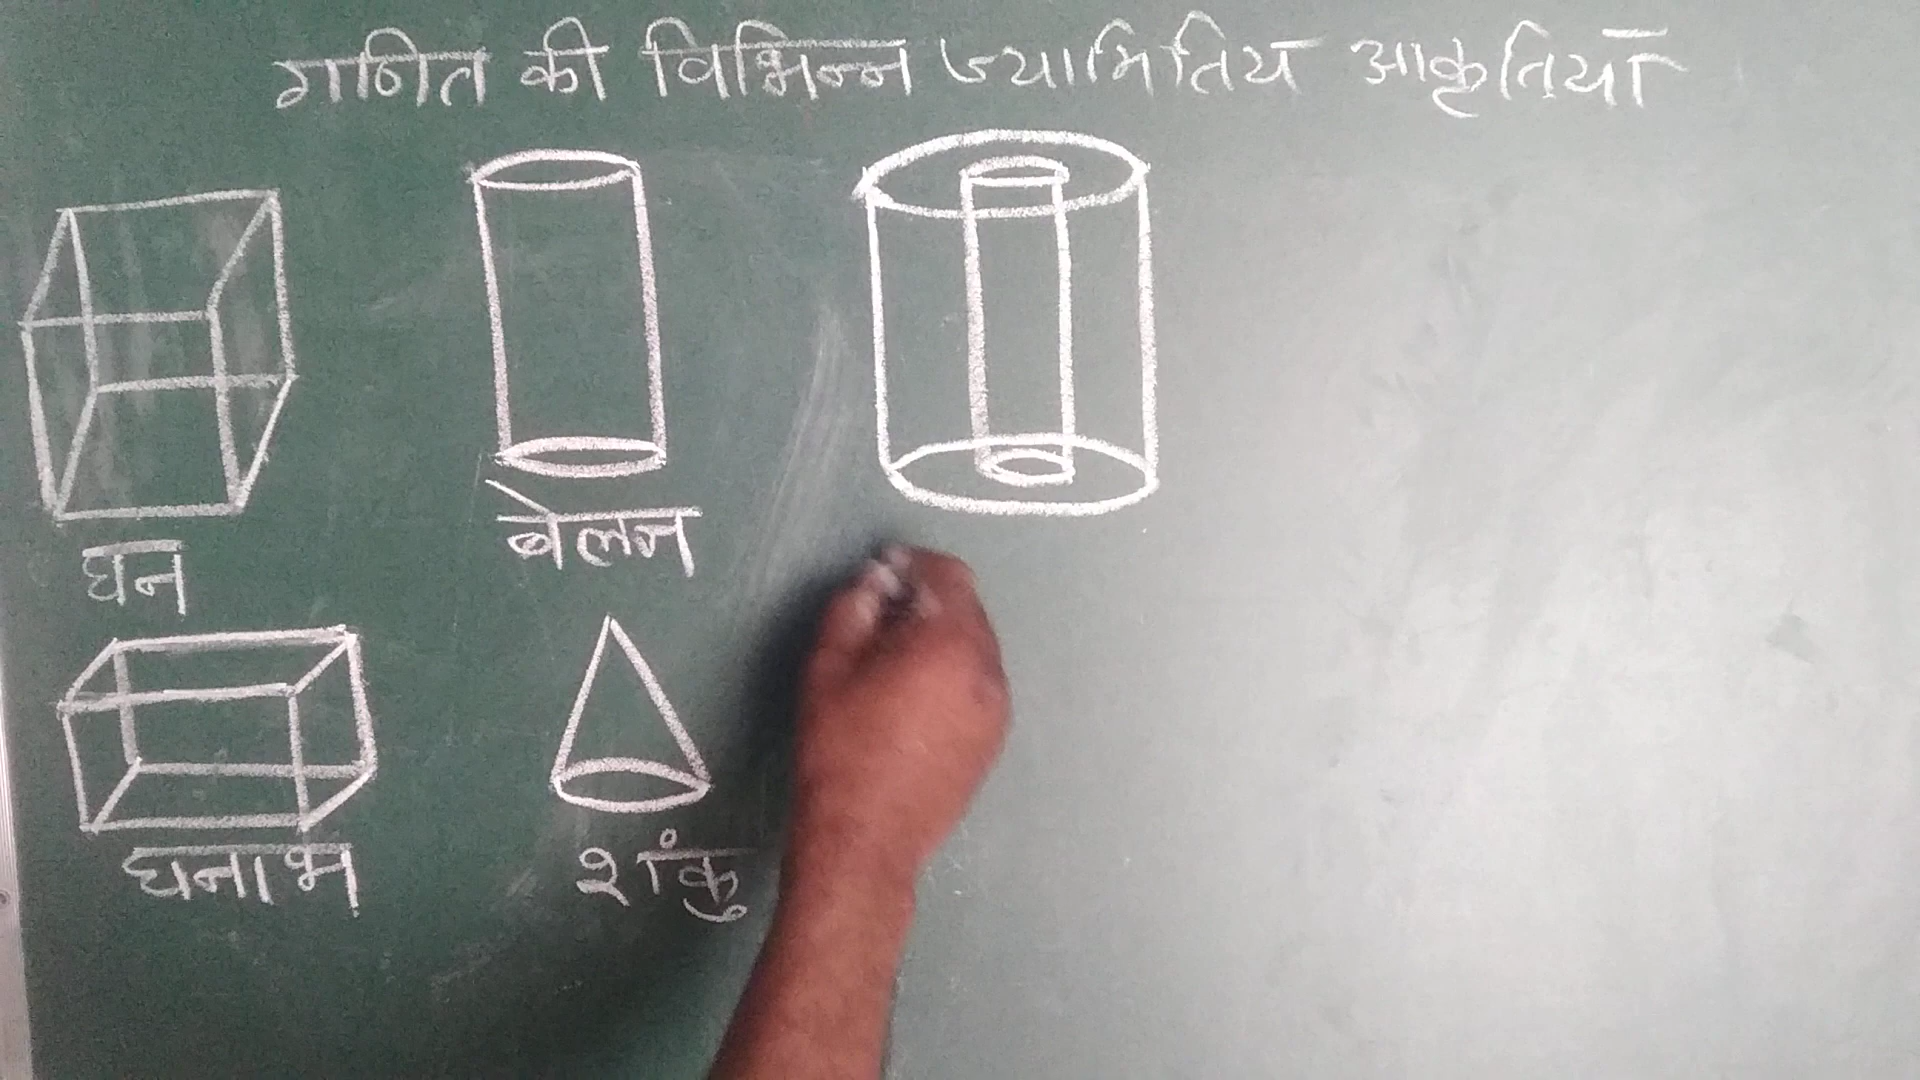 गणित की विभिन्न ज्यामितिय आकृतियाँ
घन
बेलन
घनाभ
शंकु